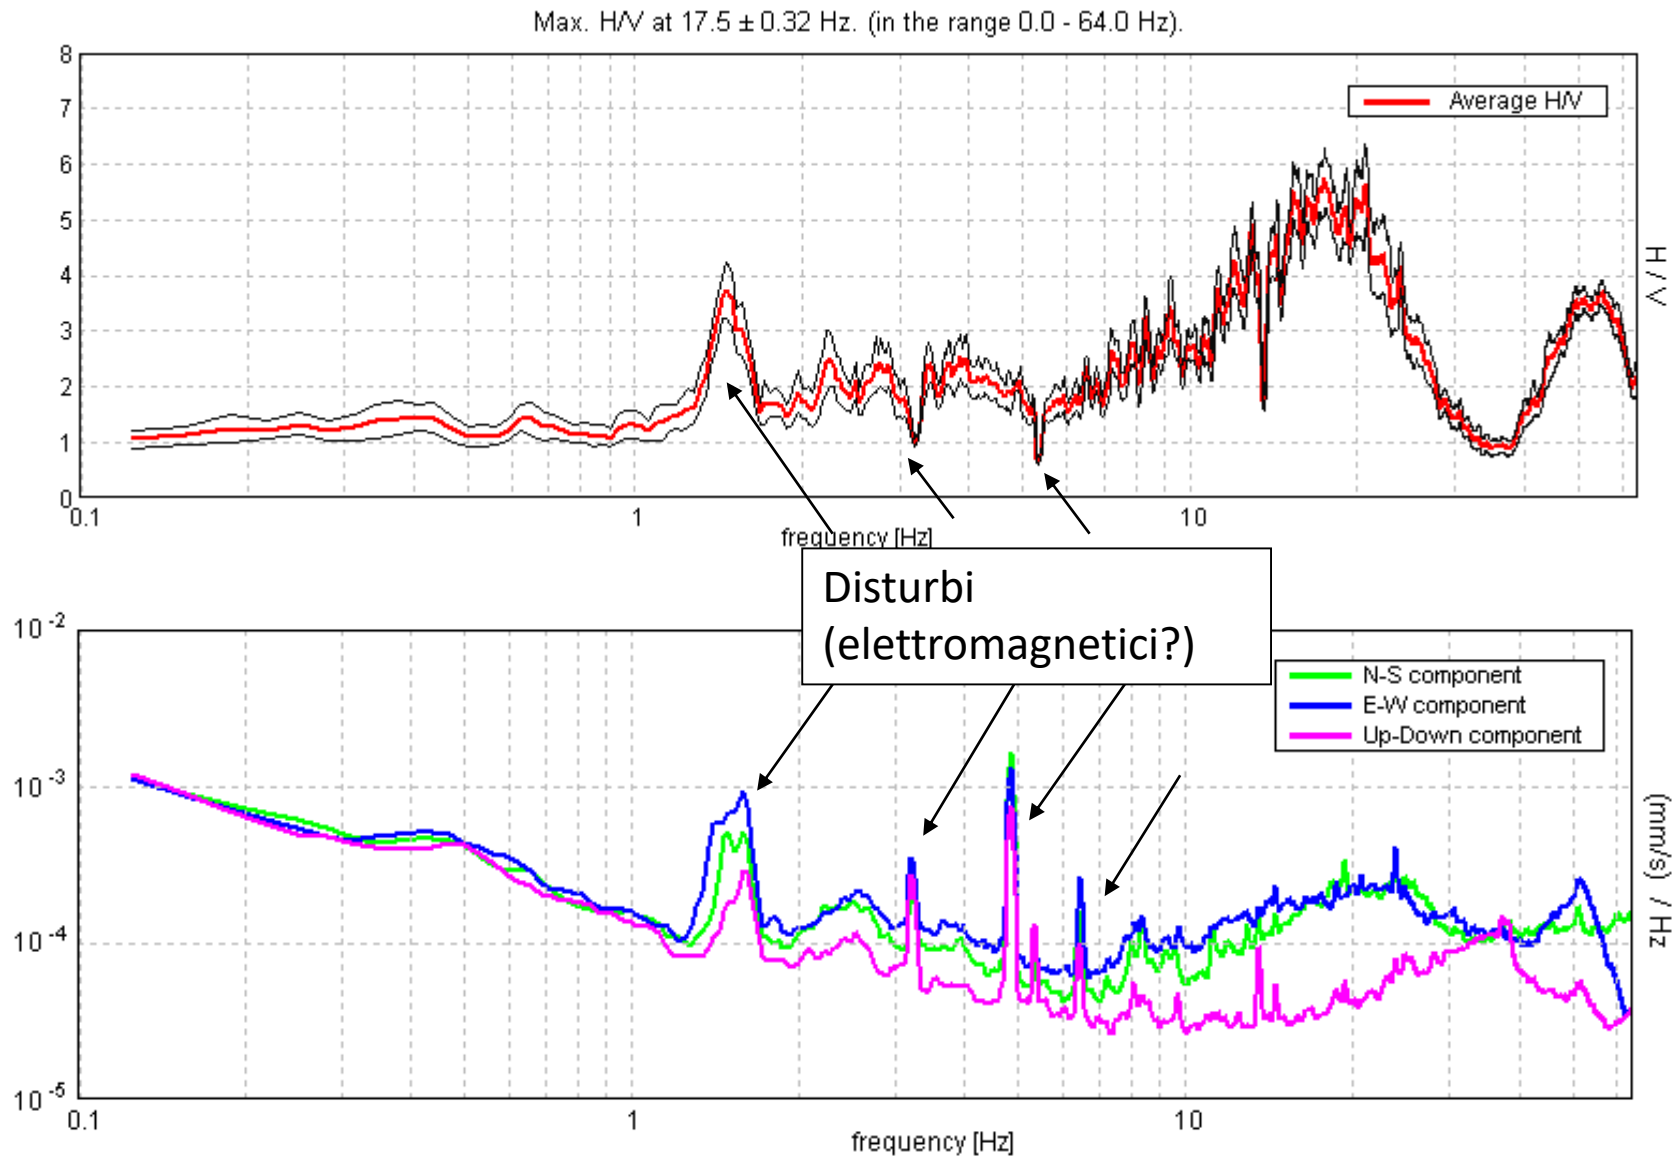 Max. H/V at 17.5 ± 0.32 Hz. (in the range 0.0 - 64.0 Hz).
8
7
6
5
4
3
2
1
0
Average H/V
H / V
0.1
1
10
frequency [Hz]
Disturbi
(elettromagnetici?)
10 -2
10 -3
10 -4
10 -5
N-S component
E-W component
Up-Down component
(mm/s) / Hz
0.1
1
10
frequency [Hz]